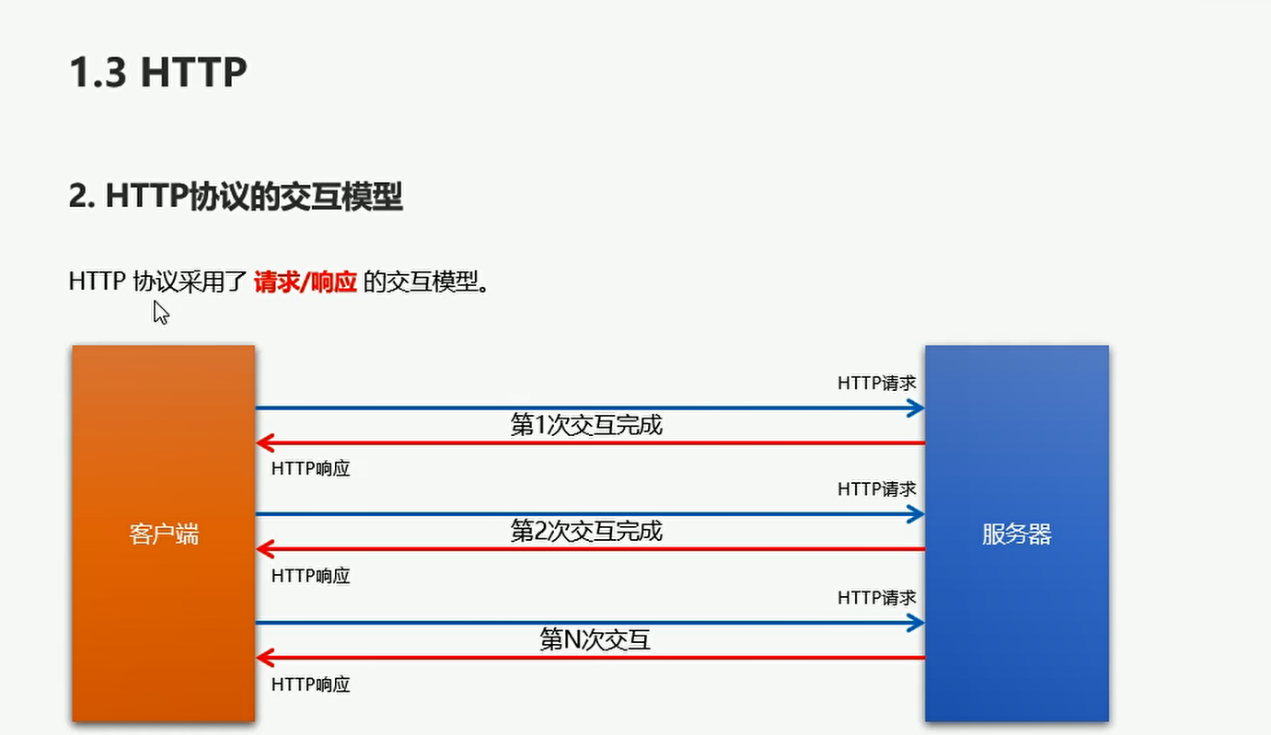 1.3 HTTP
2. HTTP协议的交互模型
HTTP 协议采用了 请求/响应 的交互模型。
HTTP请求
第1次交互完成
HTTP响应
HTTP请求
客户端
第2次交互完成
服务器
HTTP响应
HTTP请求
第N次交互
HTTP响应